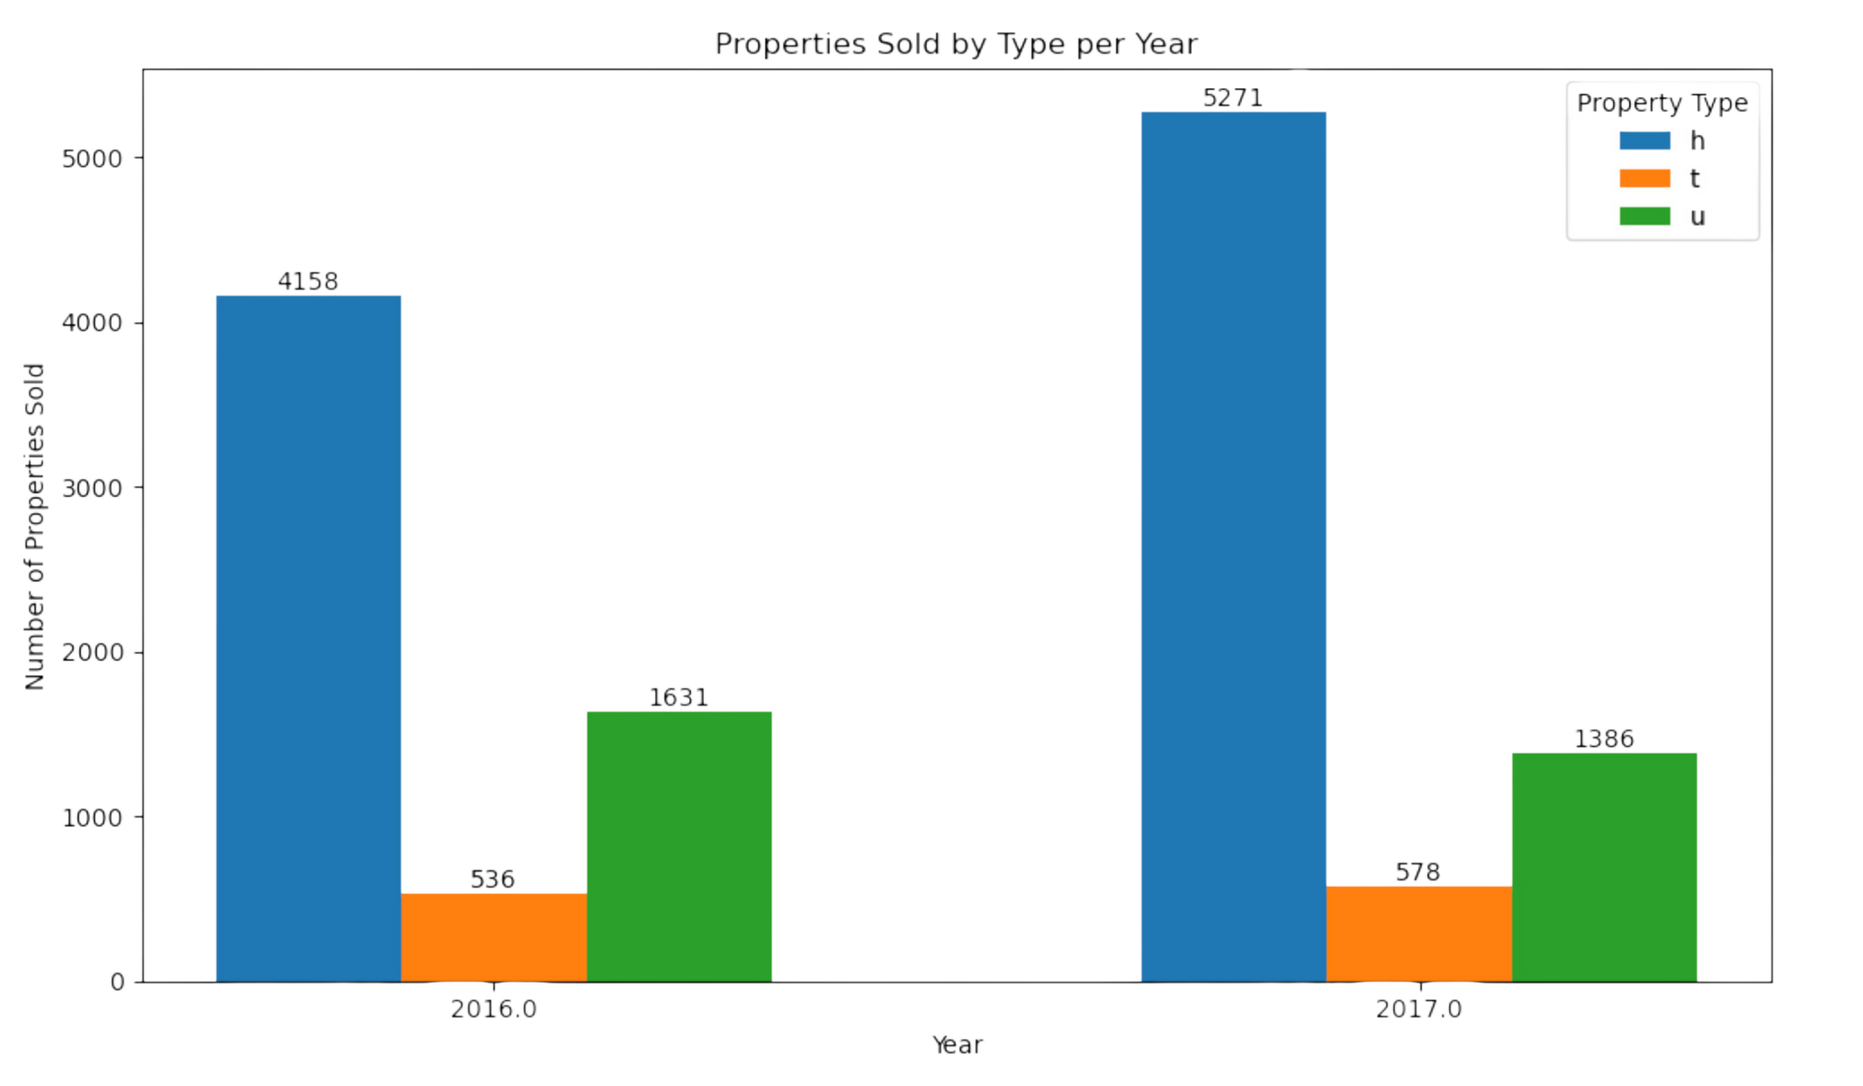 Properties Sold by Type per Year
Number of Properties Sold
5000
4000
3000
2000
1000
0
4158
536
1631
5271
578
1386
Property Type
h
t
u
2016.0
2017.0
Year